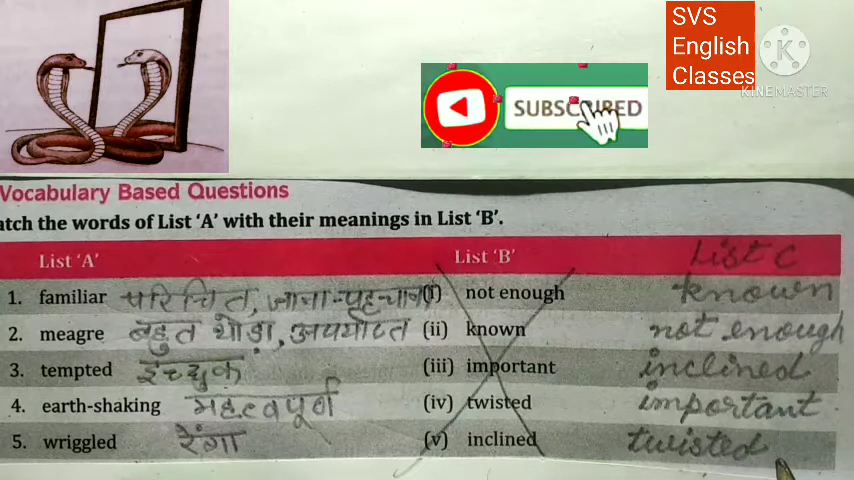 SVS
English
Classes
KINEMASTER
SUBSCRIBED
Vocabulary Based Questions
atch the words of List 'A' with their meanings in List 'B'.
List 'A' List 'B' List C
1. familiar परिचित, जाना-पहचाना (i) not enough known
2. meagre बहुत थोड़ा, अपर्याप्त (ii) known not enough
3. tempted इच्छुक (iii) important inclined
4. earth-shaking महत्वपूर्ण (iv) twisted important
5. wriggled रेंगा (v) inclined twisted